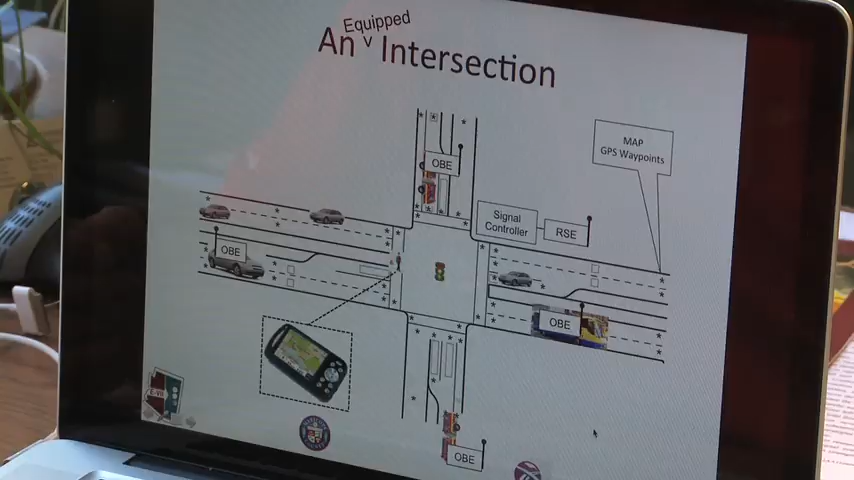 Equipped
An ˅ Intersection
OBE
MAP
GPS Waypoints
Signal
Controller
RSE
OBE
OBE
OBE